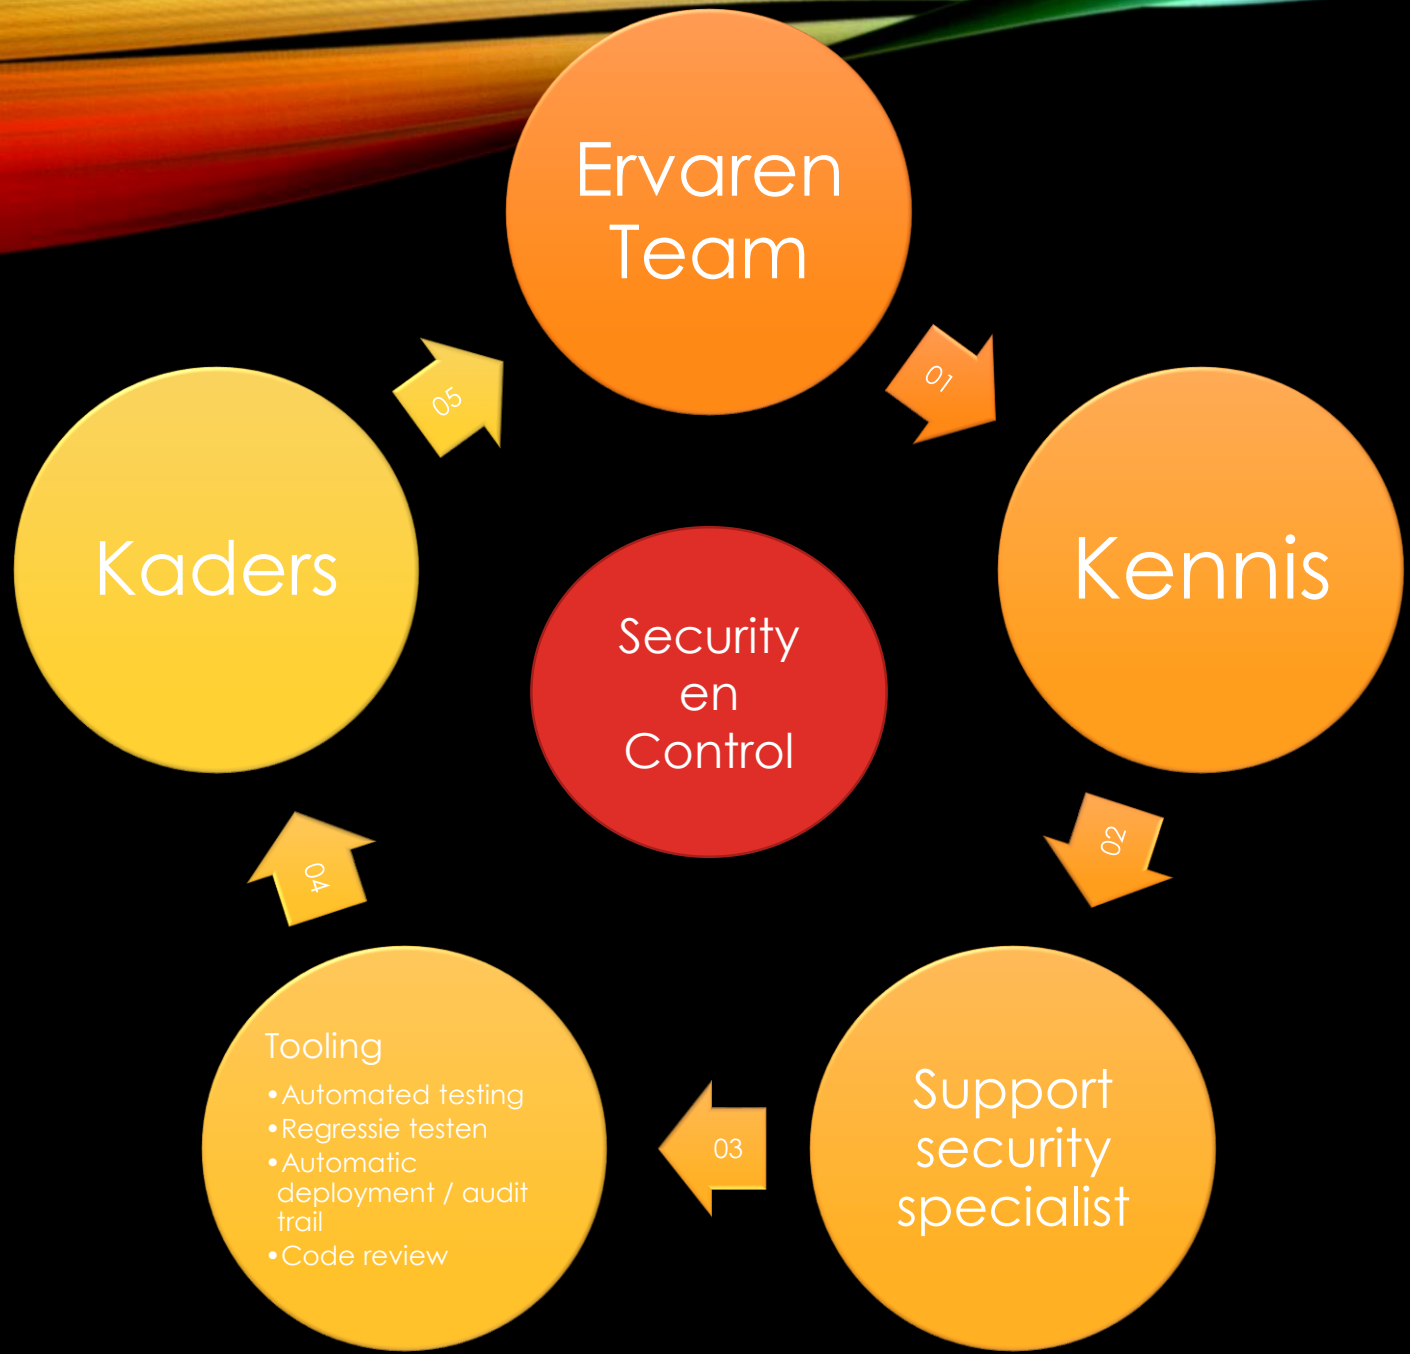 Ervaren
Team
01
Kennis
02
Support
security
specialist
03
Tooling
•Automated testing
•Regressie testen
•Automatic
deployment / audit
trail
•Code review
04
Kaders
05
Security
en
Control